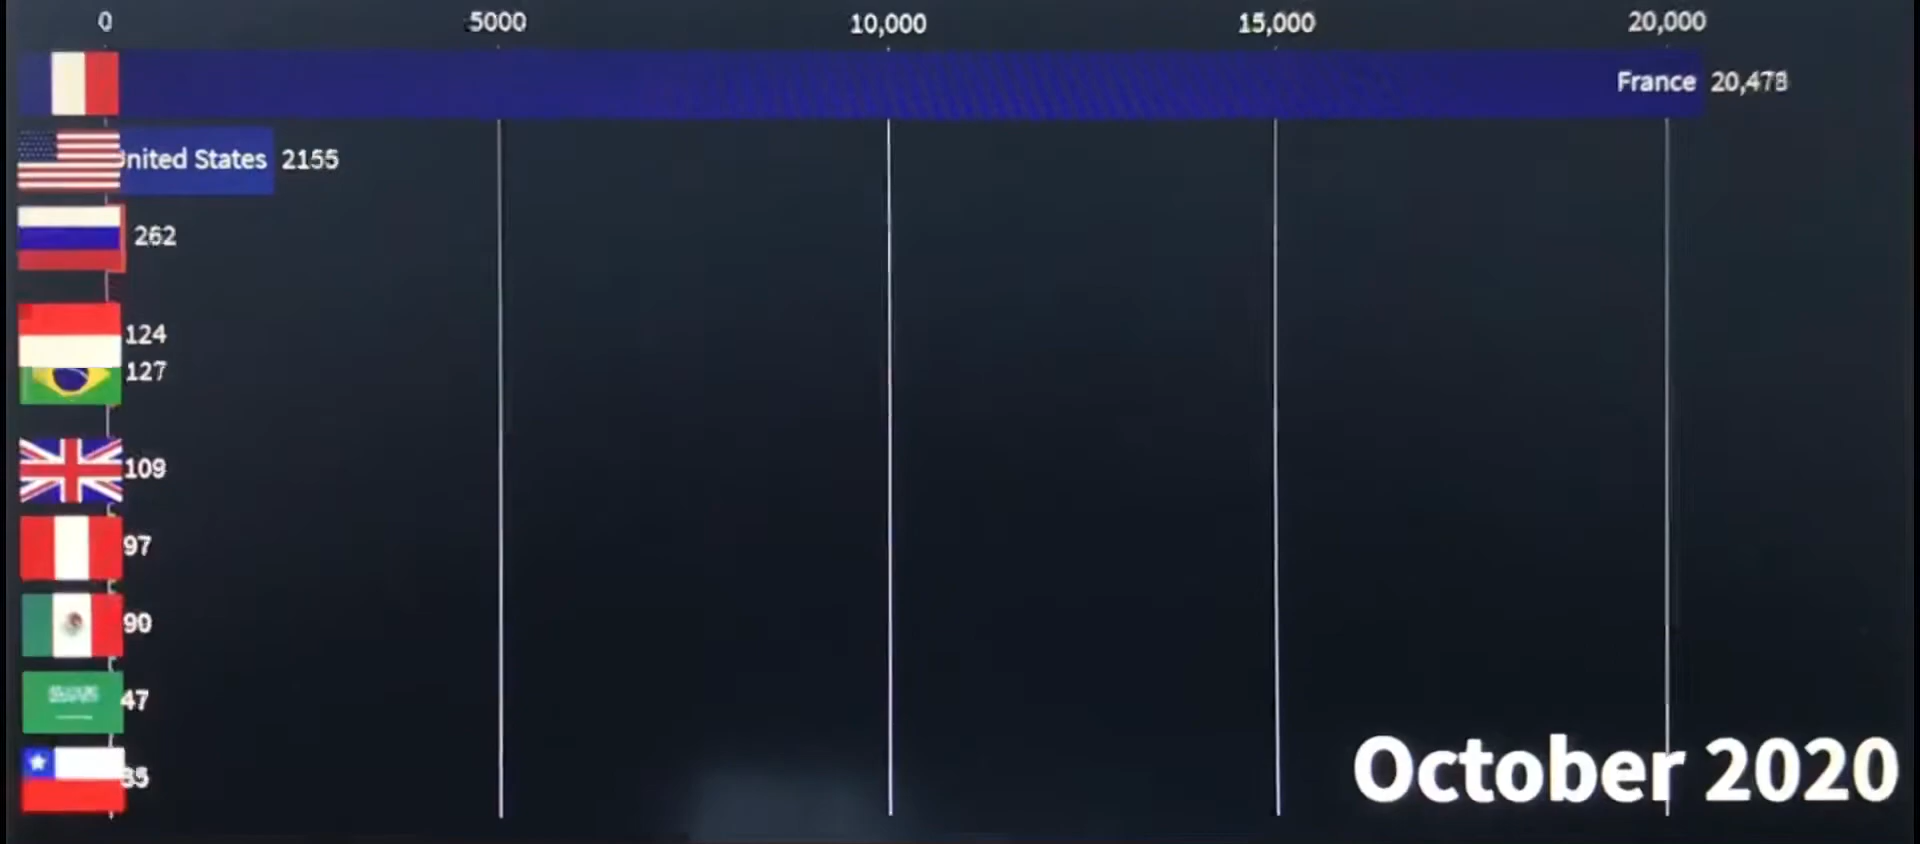 0 5000 10,000 15,000 20,000
France 20,478
United States 2155
262
124
127
109
97
90
47
October 2020